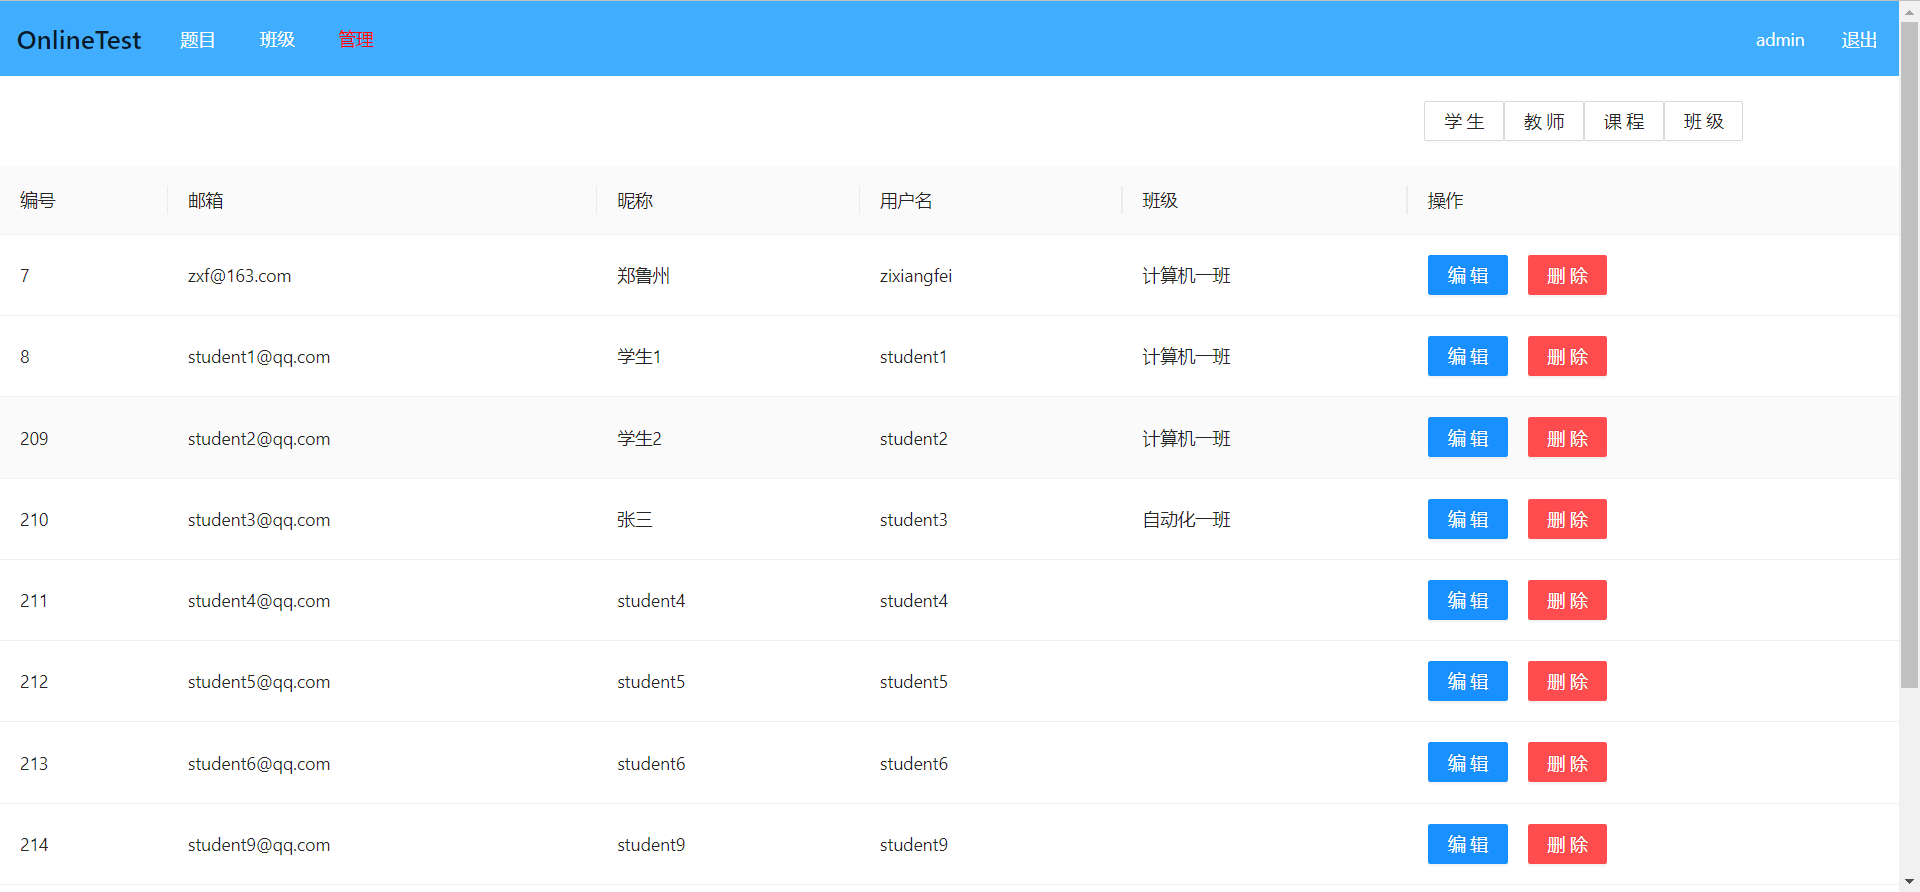 OnlineTest 题目 班级 管理 admin 退出
学 生 教 师 课 程 班 级
编号 邮箱 昵称 用户名 班级 操作
7 zxf@163.com 郑鲁州 zixiangfei 计算机一班 编 辑 删 除
8 student1@qq.com 学生1 student1 计算机一班 编 辑 删 除
209 student2@qq.com 学生2 student2 计算机一班 编 辑 删 除
210 student3@qq.com 张三 student3 自动化一班 编 辑 删 除
211 student4@qq.com student4 student4 编 辑 删 除
212 student5@qq.com student5 student5 编 辑 删 除
213 student6@qq.com student6 student6 编 辑 删 除
214 student9@qq.com student9 student9 编 辑 删 除